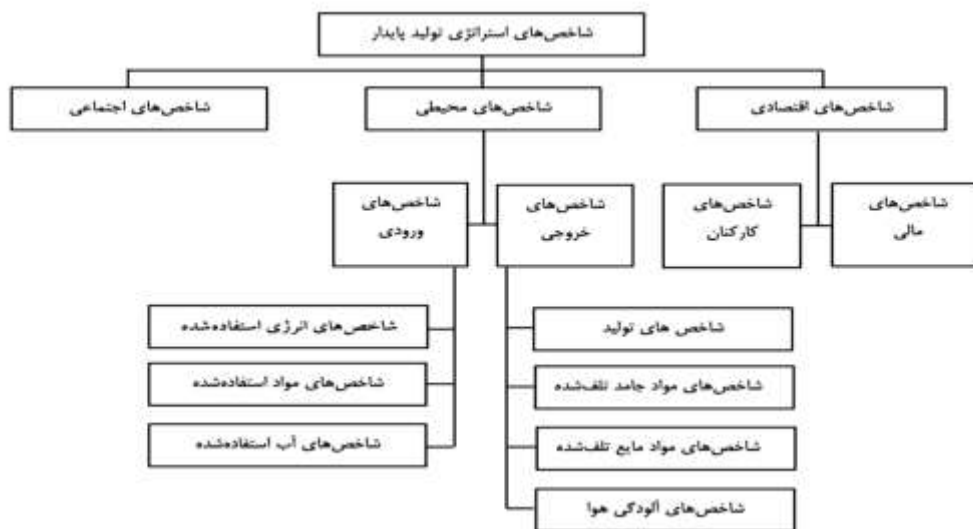 شاخص‌های استراتژی تولید پایدار
شاخص‌های اقتصادی
شاخص‌های محیطی
شاخص‌های اجتماعی
شاخص‌های
مالی
شاخص‌های
کارکنان
شاخص‌های
خروجی
شاخص‌های
ورودی
شاخص های تولید
شاخص‌های مواد جامد تلف‌شده
شاخص‌های مواد مایع تلف‌شده
شاخص‌های آلودگی هوا
شاخص‌های انرژی استفاده‌شده
شاخص‌های مواد استفاده‌شده
شاخص‌های آب استفاده‌شده